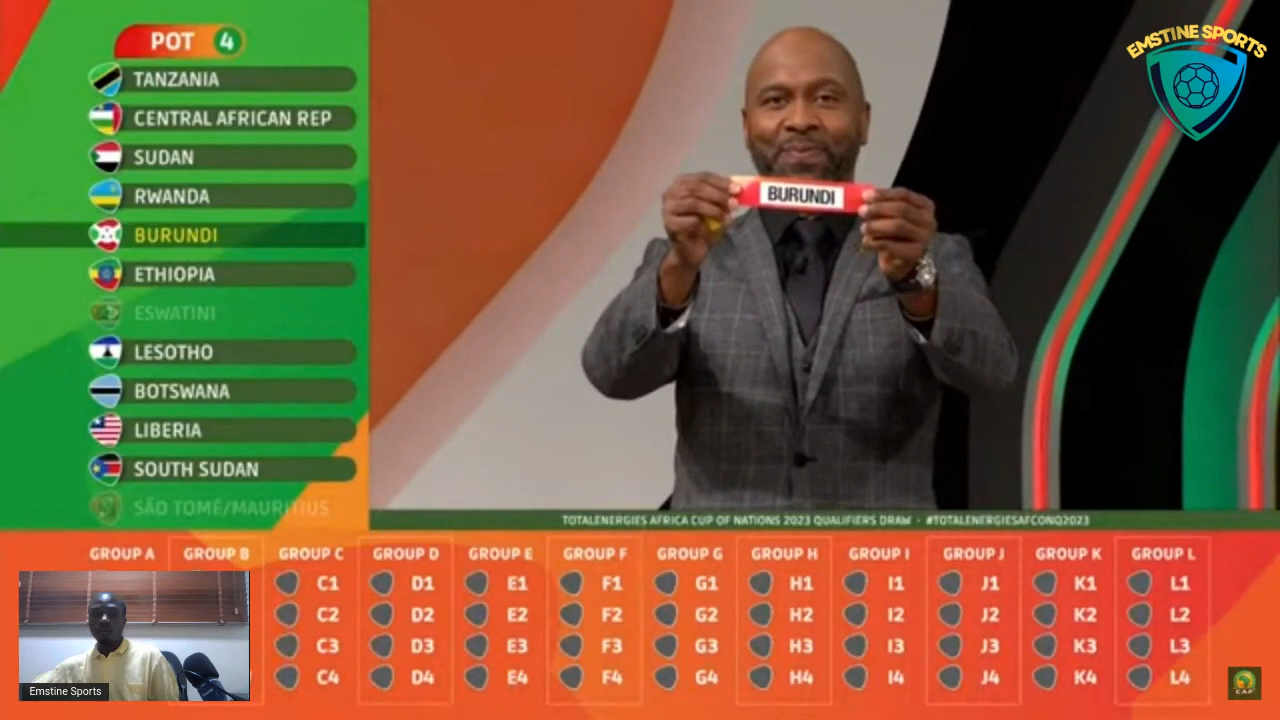 POT 4
TANZANIA
CENTRAL AFRICAN REP
SUDAN
RWANDA
BURUNDI
ETHIOPIA
ESWATINI
LESOTHO
BOTSWANA
LIBERIA
SOUTH SUDAN
SÃO TOMÉ/MAURITIUS
EMSTINE SPORTS
BURUNDI
TOTALENERGIES AFRICA CUP OF NATIONS 2023 QUALIFIERS DRAW - #TOTALENERGIESAFCONQ2023
GROUP A GROUP B GROUP C GROUP D GROUP E GROUP F GROUP G GROUP H GROUP I GROUP J GROUP K GROUP L
C1 D1 E1 F1 G1 H1 I1 J1 K1 L1
C2 D2 E2 F2 G2 H2 I2 J2 K2 L2
C3 D3 E3 F3 G3 H3 I3 J3 K3 L3
C4 D4 E4 F4 G4 H4 I4 J4 K4 L4
Emstine Sports
CAF